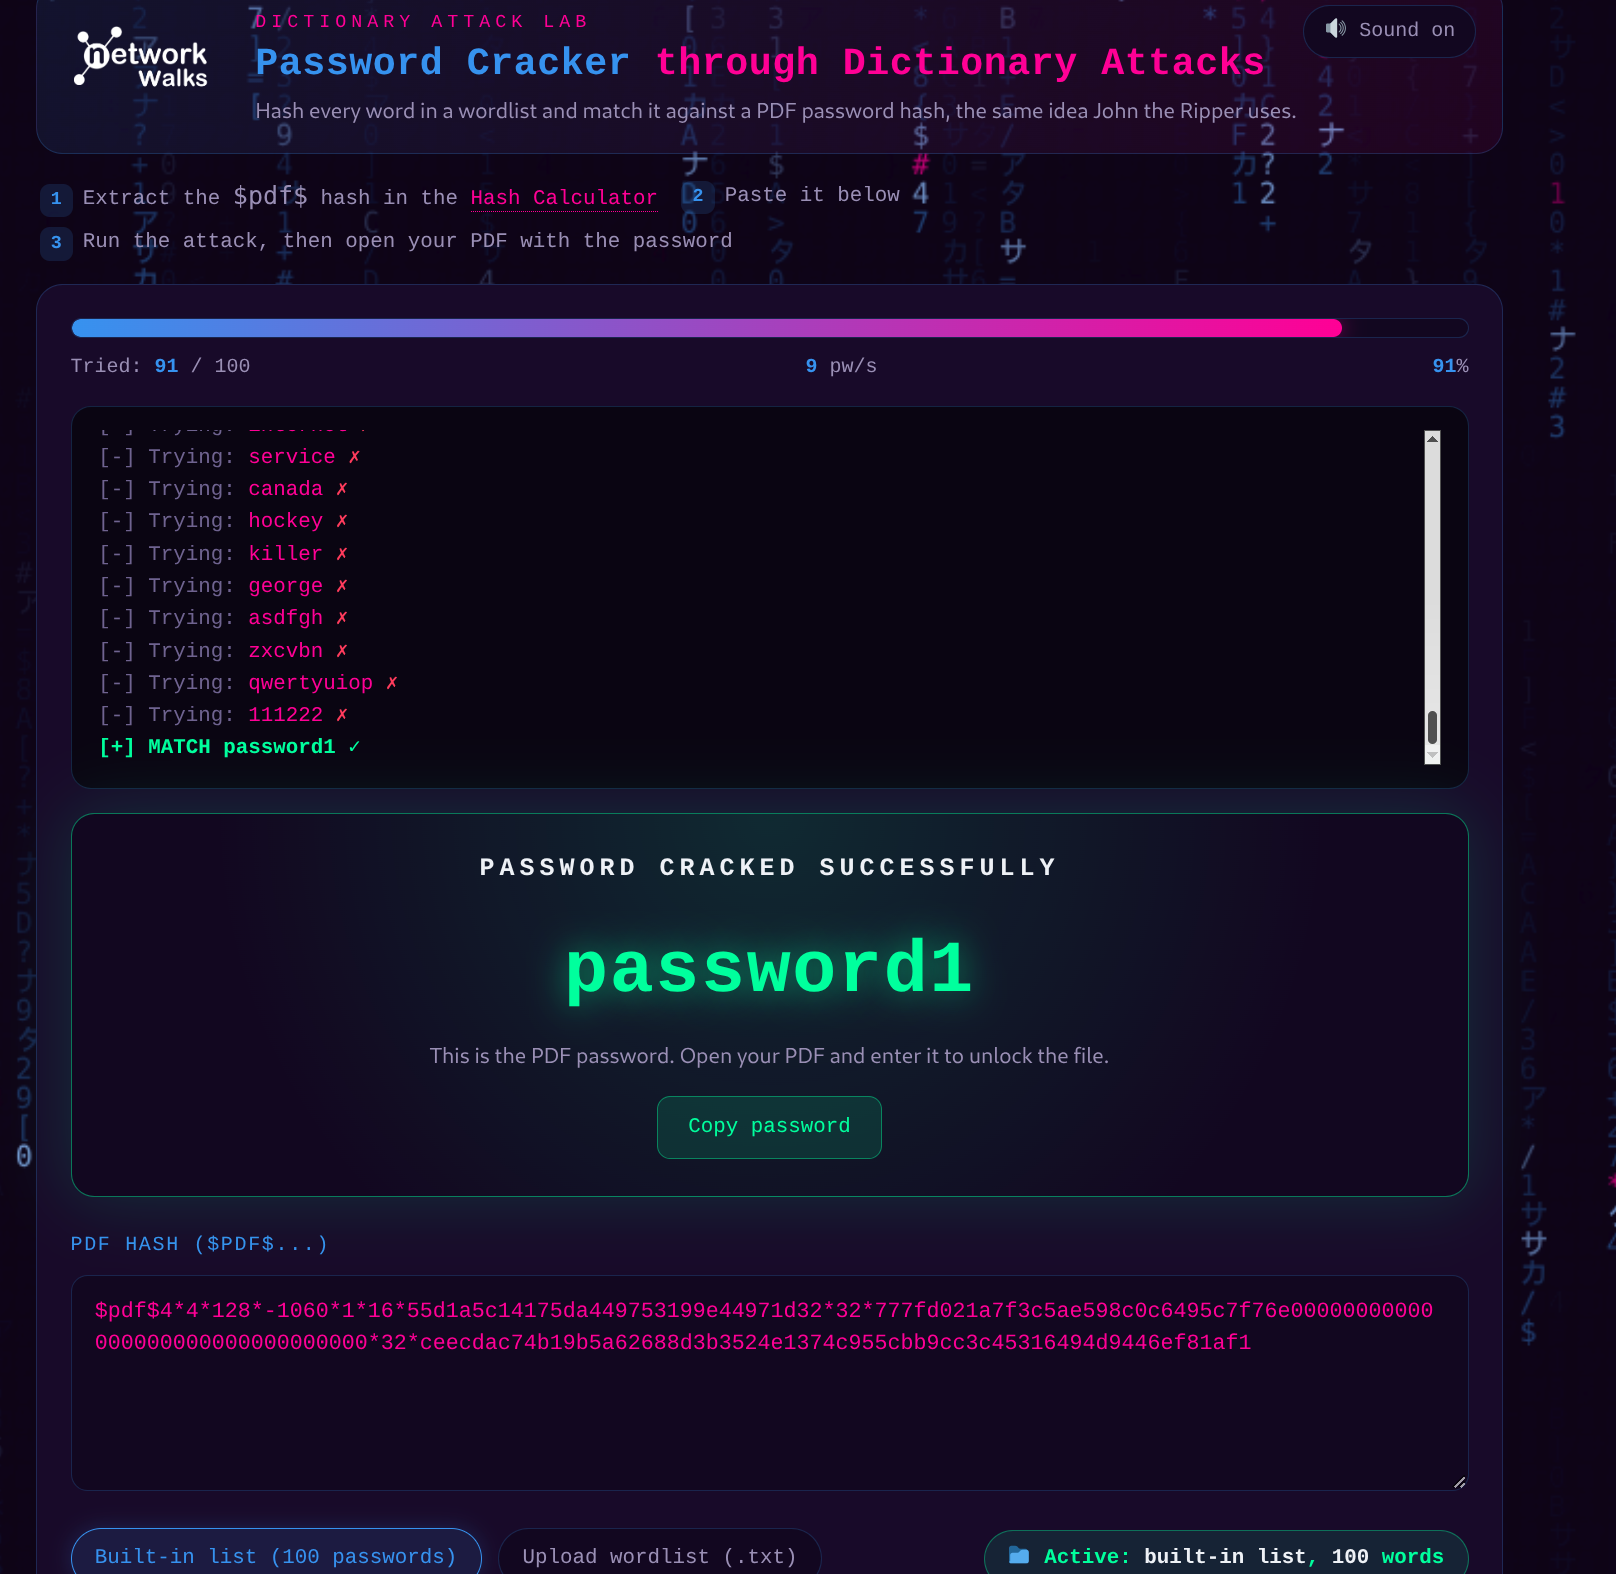 DICTIONARY ATTACK LAB
Sound on
network
walks
Password Cracker through Dictionary Attacks
Hash every word in a wordlist and match it against a PDF password hash, the same idea John the Ripper uses.
1 Extract the $pdf$ hash in the Hash Calculator 2 Paste it below
3 Run the attack, then open your PDF with the password
Tried: 91 / 100 9 pw/s 91%
[-] Trying: service ✗
[-] Trying: canada ✗
[-] Trying: hockey ✗
[-] Trying: killer ✗
[-] Trying: george ✗
[-] Trying: asdfgh ✗
[-] Trying: zxcvbn ✗
[-] Trying: qwertyuiop ✗
[-] Trying: 111222 ✗
[+] MATCH password1 ✓
PASSWORD CRACKED SUCCESSFULLY
password1
This is the PDF password. Open your PDF and enter it to unlock the file.
Copy password
PDF HASH ($PDF$...)
$pdf$4*4*128*-1060*1*16*55d1a5c14175da449753199e44971d32*32*777fd021a7f3c5ae598c0c6495c7f76e00000000000
0000000000000000000000*32*ceecdac74b19b5a62688d3b3524e1374c955cbb9cc3c45316494d9446ef81af1
Built-in list (100 passwords) Upload wordlist (.txt) Active: built-in list, 100 words